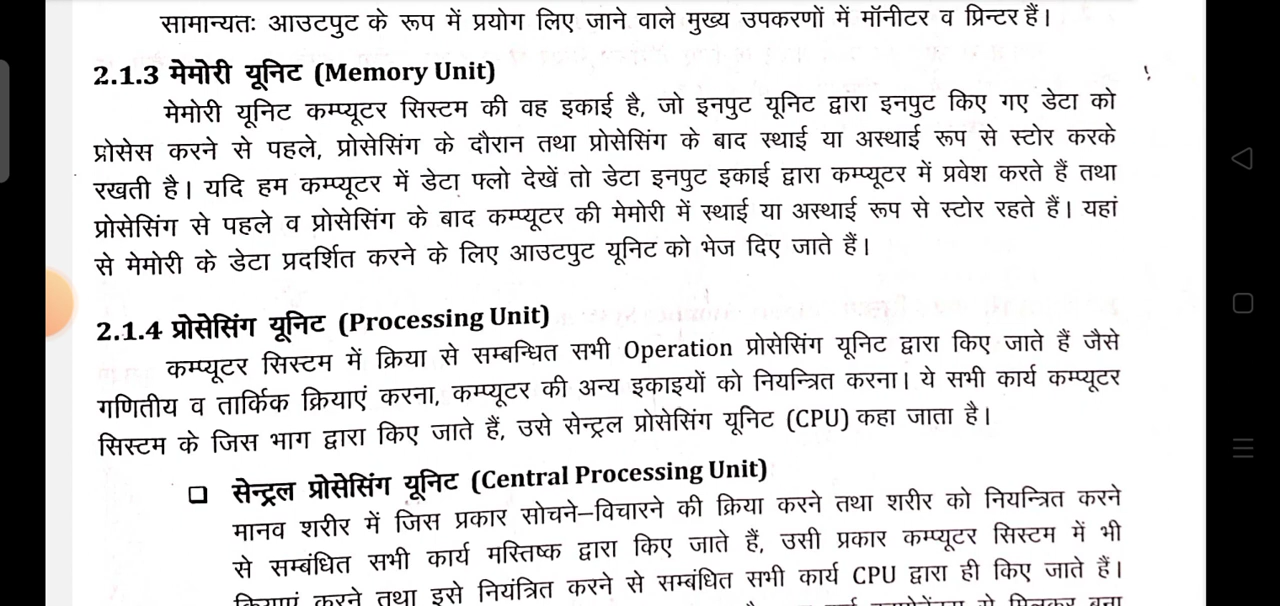 सामान्यतः आउटपुट के रूप में प्रयोग लिए जाने वाले मुख्य उपकरणों में मॉनीटर व प्रिन्टर हैं।
2.1.3 मेमोरी यूनिट (Memory Unit)
मेमोरी यूनिट कम्प्यूटर सिस्टम की वह इकाई है, जो इनपुट यूनिट द्वारा इनपुट किए गए डेटा को
प्रोसेस करने से पहले, प्रोसेसिंग के दौरान तथा प्रोसेसिंग के बाद स्थाई या अस्थाई रूप से स्टोर करके
रखती है। यदि हम कम्प्यूटर में डेटा फ्लो देखें तो डेटा इनपुट इकाई द्वारा कम्प्यूटर में प्रवेश करते हैं तथा
प्रोसेसिंग से पहले व प्रोसेसिंग के बाद कम्प्यूटर की मेमोरी में स्थाई या अस्थाई रूप से स्टोर रहते हैं। यहां
से मेमोरी के डेटा प्रदर्शित करने के लिए आउटपुट यूनिट को भेज दिए जाते हैं।
2.1.4 प्रोसेसिंग यूनिट (Processing Unit)
कम्प्यूटर सिस्टम में क्रिया से सम्बन्धित सभी Operation प्रोसेसिंग यूनिट द्वारा किए जाते हैं जैसे
गणितीय व तार्किक क्रियाएं करना, कम्प्यूटर की अन्य इकाइयों को नियन्त्रित करना। ये सभी कार्य कम्प्यूटर
सिस्टम के जिस भाग द्वारा किए जाते हैं, उसे सेन्ट्रल प्रोसेसिंग यूनिट (CPU) कहा जाता है।
सेन्ट्रल प्रोसेसिंग यूनिट (Central Processing Unit)
मानव शरीर में जिस प्रकार सोचने–विचारने की क्रिया करने तथा शरीर को नियन्त्रित करने
से सम्बंधित सभी कार्य मस्तिष्क द्वारा किए जाते हैं, उसी प्रकार कम्प्यूटर सिस्टम में भी
क्रियाएं करने तथा इसे नियंत्रित करने से सम्बंधित सभी कार्य CPU द्वारा ही किए जाते हैं।
से मिलकर बना